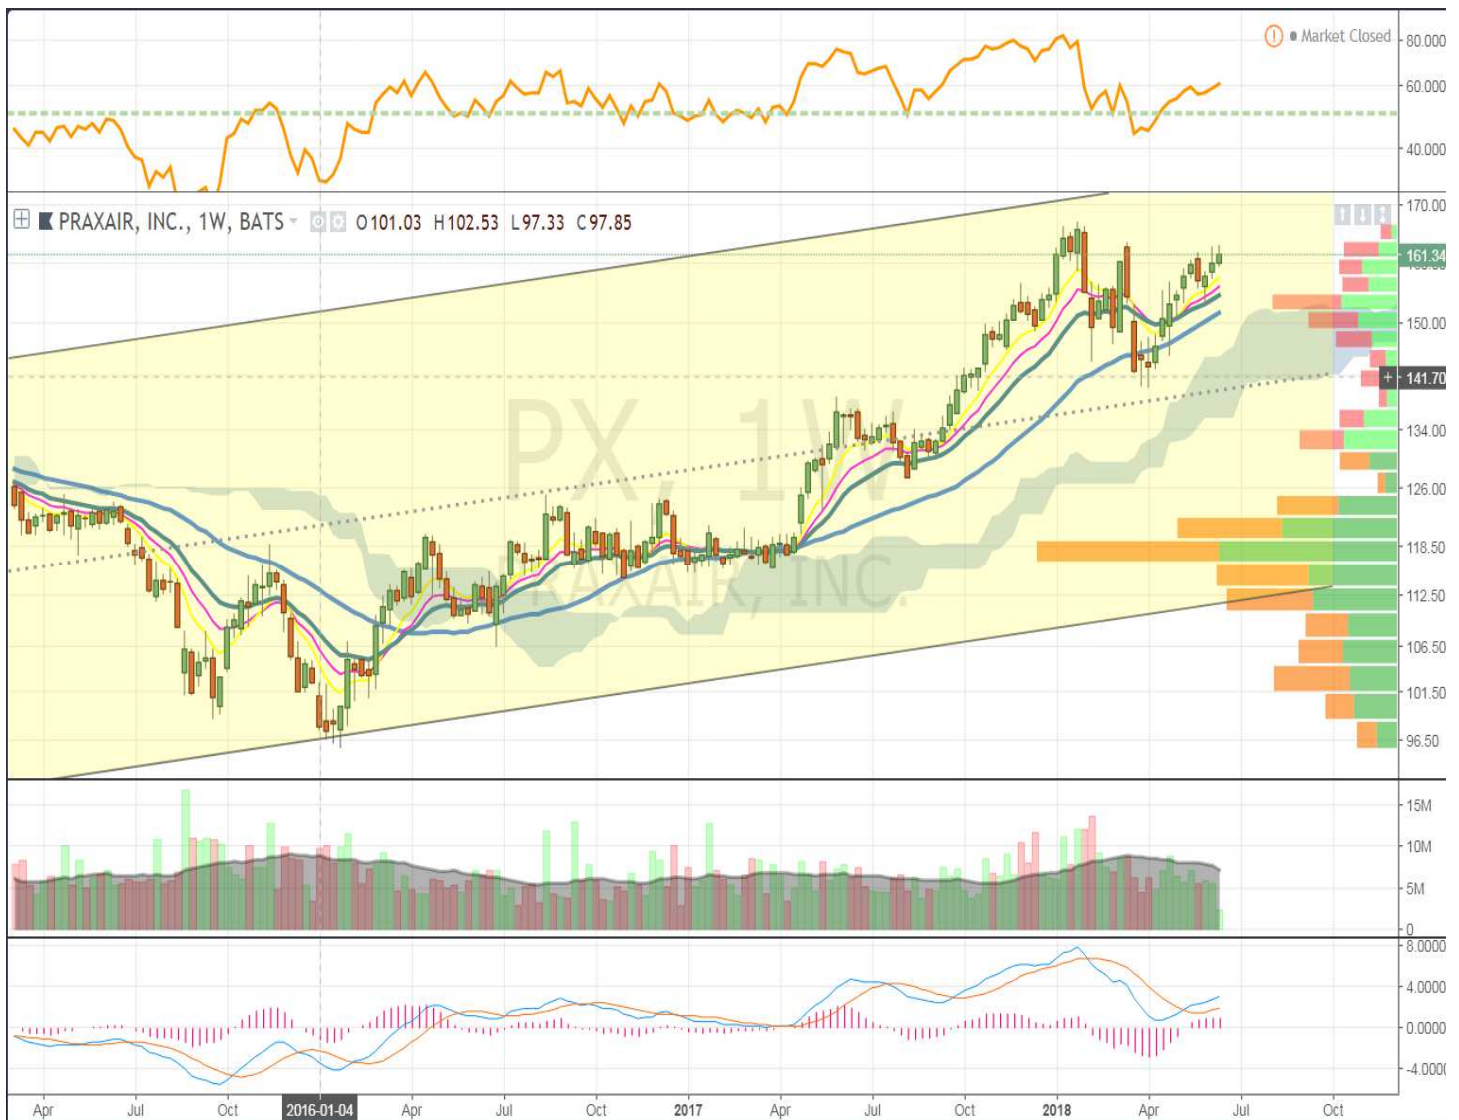 Market Closed
80.000
60.000
40.000
PRAXAIR, INC., 1W, BATS O101.03 H102.53 L97.33 C97.85
170.00
161.34
150.00
141.70
134.00
126.00
118.50
112.50
106.50
101.50
96.50
PX, 1W
PRAXAIR, INC.
15M
10M
5M
0
8.0000
4.0000
0.0000
-4.0000
Apr Jul Oct 2016-01-04 Apr Jul Oct 2017 Apr Jul Oct 2018 Apr Jul Oct